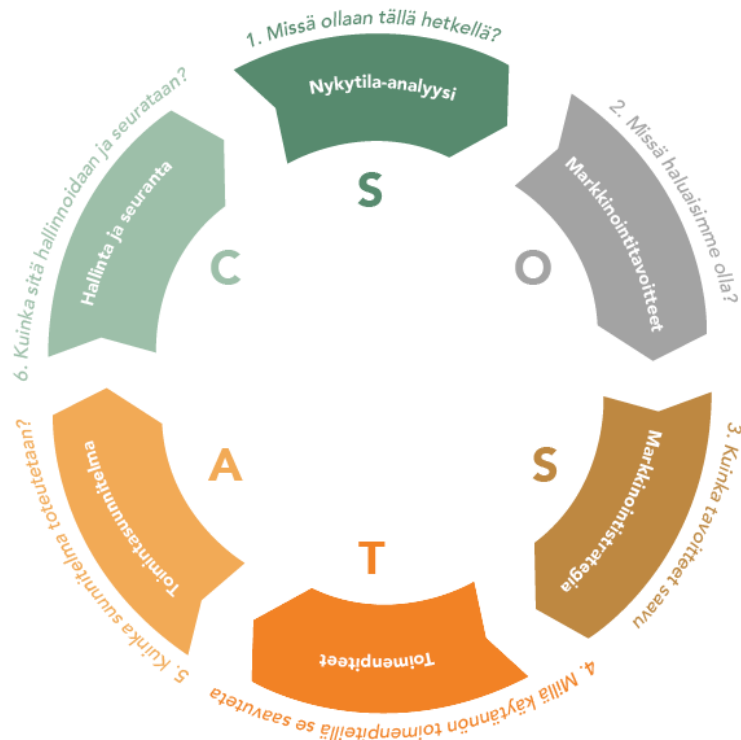 1. Missä ollaan tällä hetkellä?
Nykytila-analyysi
S
2. Missä haluaisimme olla?
Markkinointitavoitteet
O
3. Kuinka tavoitteet saavu
Markkinointistrategia
S
4. Millä käytännön toimenpiteillä se saavuteta
Toimenpiteet
T
5. Kuinka suunnitelma toteutetaan?
Toimintasuunnitelma
A
6. Kuinka sitä hallinnoidaan ja seurataan?
Hallinta ja seuranta
C